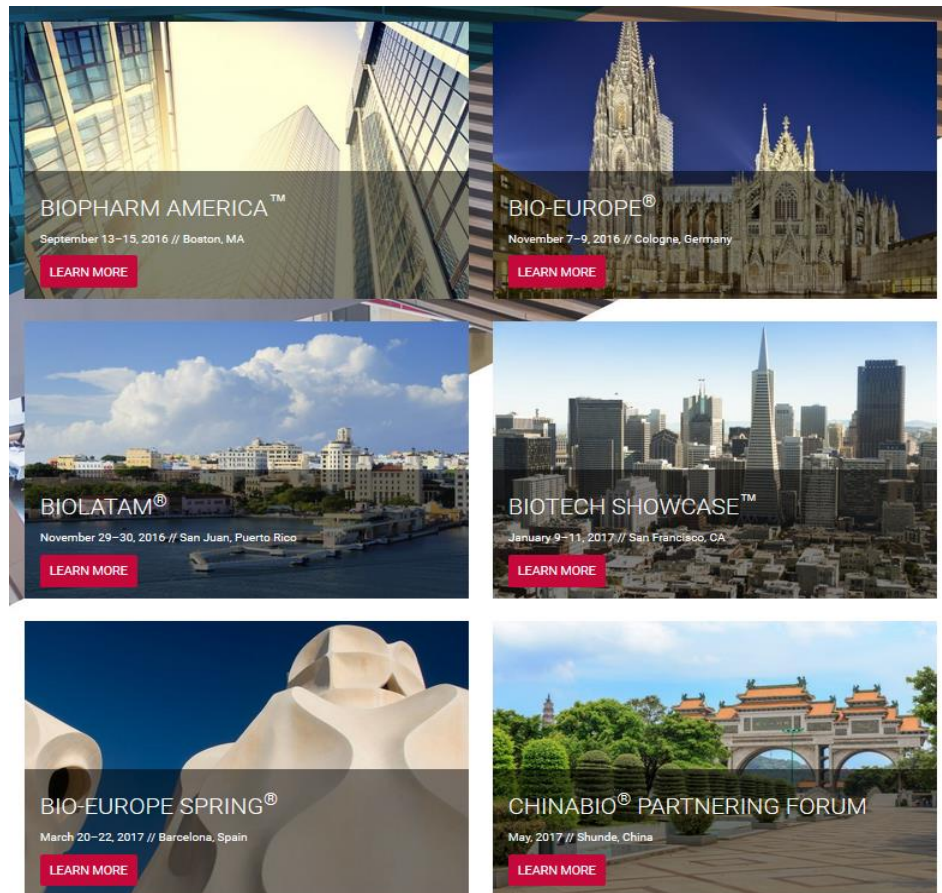 BIOPHARM AMERICA™
September 13–15, 2016 // Boston, MA
LEARN MORE
BIO-EUROPE®
November 7–9, 2016 // Cologne, Germany
LEARN MORE
BIOLATAM®
November 29–30, 2016 // San Juan, Puerto Rico
LEARN MORE
BIOTECH SHOWCASE™
January 9–11, 2017 // San Francisco, CA
LEARN MORE
BIO-EUROPE SPRING®
March 20–22, 2017 // Barcelona, Spain
LEARN MORE
CHINABIO® PARTNERING FORUM
May, 2017 // Shunde, China
LEARN MORE